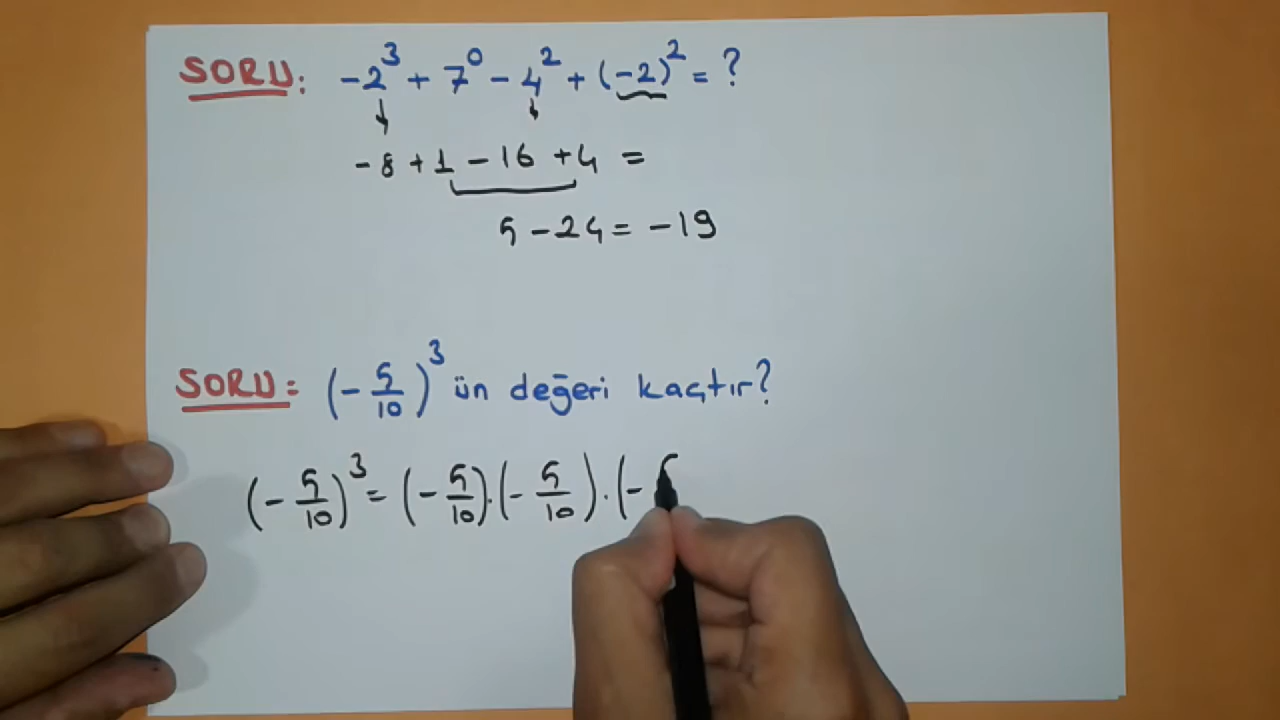 SORU: -2³ + 7⁰ - 4² + (-2)² = ?
-8 + 1 - 16 + 4 =
5 - 24 = -19
SORU = (-5/10)³ ün değeri kaçtır?
(-5/10)³ = (-5/10).(-5/10).(-